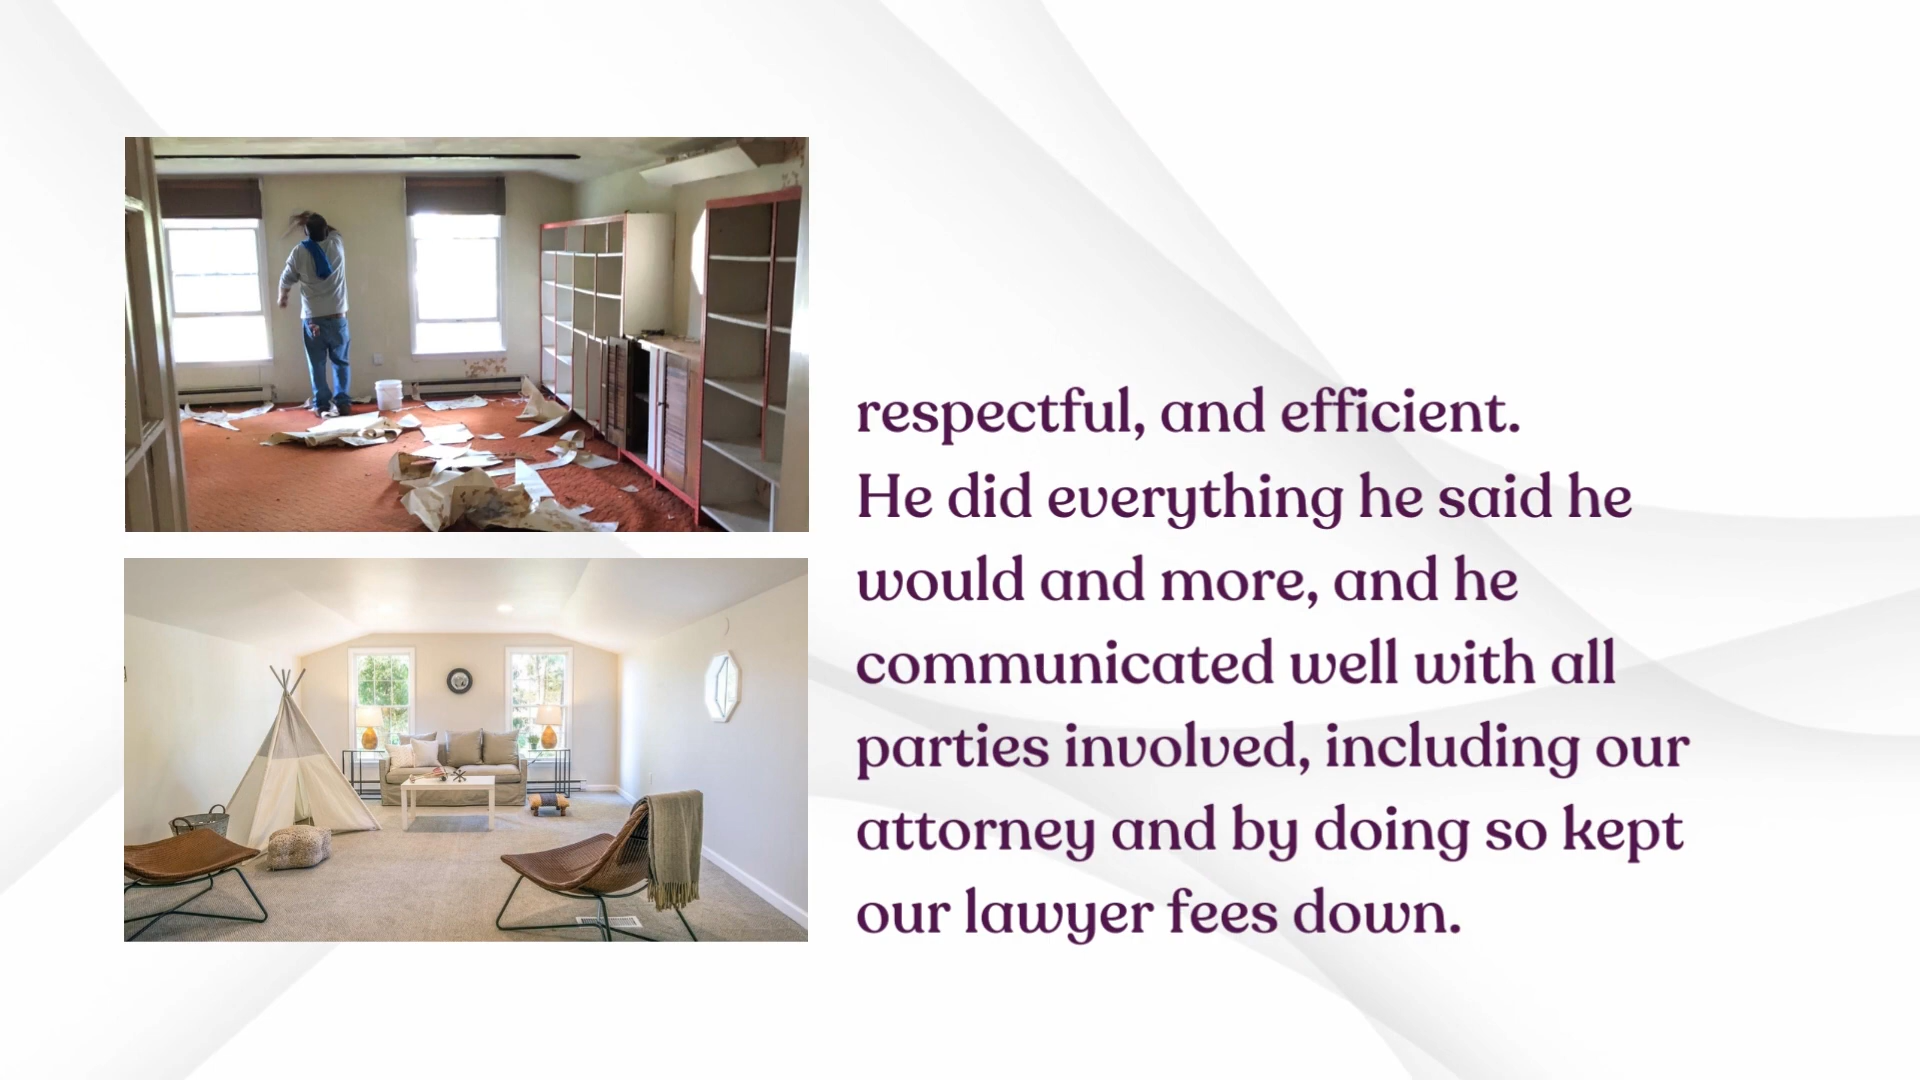 respectful, and efficient.
He did everything he said he
would and more, and he
communicated well with all
parties involved, including our
attorney and by doing so kept
our lawyer fees down.